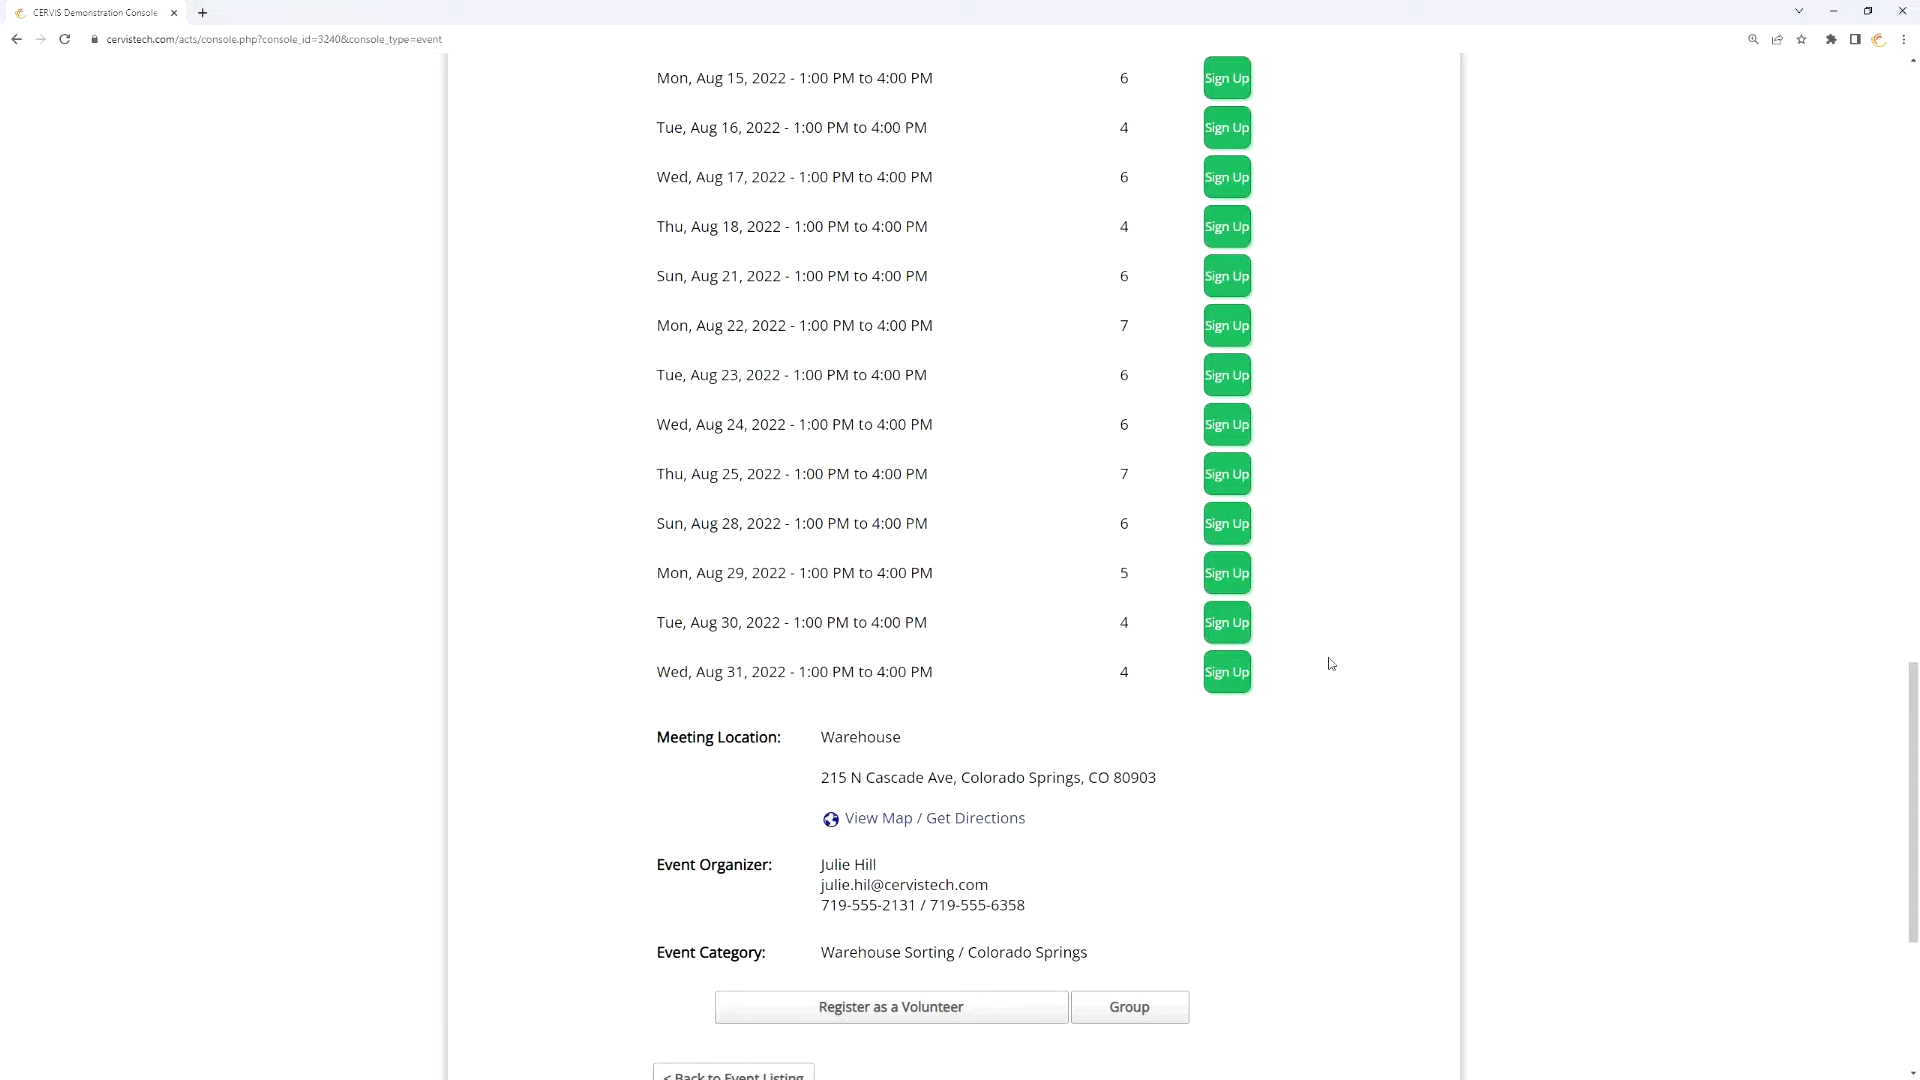 CERVIS Demonstration Console
cervistech.com/acts/console.php?console_id=3240&console_type=event
Mon, Aug 15, 2022 - 1:00 PM to 4:00 PM 6 Sign Up
Tue, Aug 16, 2022 - 1:00 PM to 4:00 PM 4 Sign Up
Wed, Aug 17, 2022 - 1:00 PM to 4:00 PM 6 Sign Up
Thu, Aug 18, 2022 - 1:00 PM to 4:00 PM 4 Sign Up
Sun, Aug 21, 2022 - 1:00 PM to 4:00 PM 6 Sign Up
Mon, Aug 22, 2022 - 1:00 PM to 4:00 PM 7 Sign Up
Tue, Aug 23, 2022 - 1:00 PM to 4:00 PM 6 Sign Up
Wed, Aug 24, 2022 - 1:00 PM to 4:00 PM 6 Sign Up
Thu, Aug 25, 2022 - 1:00 PM to 4:00 PM 7 Sign Up
Sun, Aug 28, 2022 - 1:00 PM to 4:00 PM 6 Sign Up
Mon, Aug 29, 2022 - 1:00 PM to 4:00 PM 5 Sign Up
Tue, Aug 30, 2022 - 1:00 PM to 4:00 PM 4 Sign Up
Wed, Aug 31, 2022 - 1:00 PM to 4:00 PM 4 Sign Up
Meeting Location: Warehouse
215 N Cascade Ave, Colorado Springs, CO 80903
View Map / Get Directions
Event Organizer: Julie Hill
julie.hil@cervistech.com
719-555-2131 / 719-555-6358
Event Category: Warehouse Sorting / Colorado Springs
Register as a Volunteer Group
< Back to Event Listing